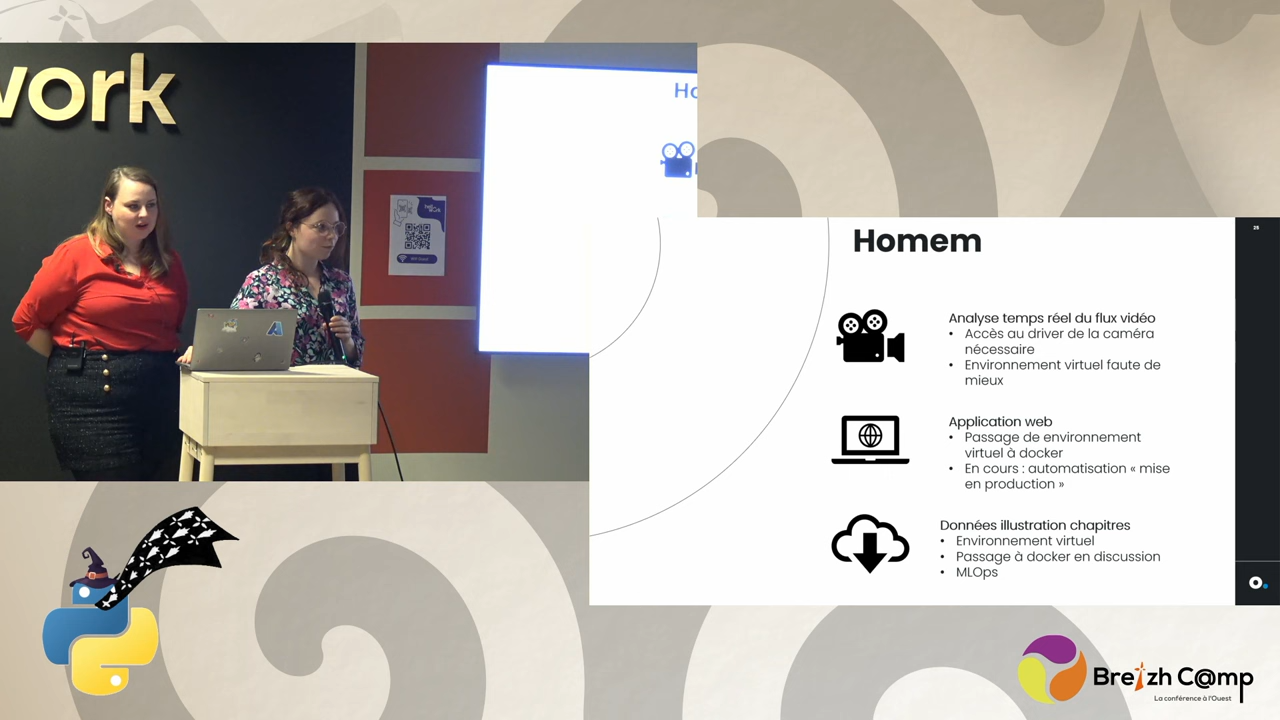 work
Ho
Homem
25
Analyse temps réel du flux vidéo
• Accès au driver de la caméra
nécessaire
• Environnement virtuel faute de
mieux
Application web
• Passage de environnement
virtuel à docker
• En cours : automatisation « mise
en production »
Données illustration chapitres
• Environnement virtuel
• Passage à docker en discussion
• MLOps
Breizh C@mp
La conférence à l'Ouest